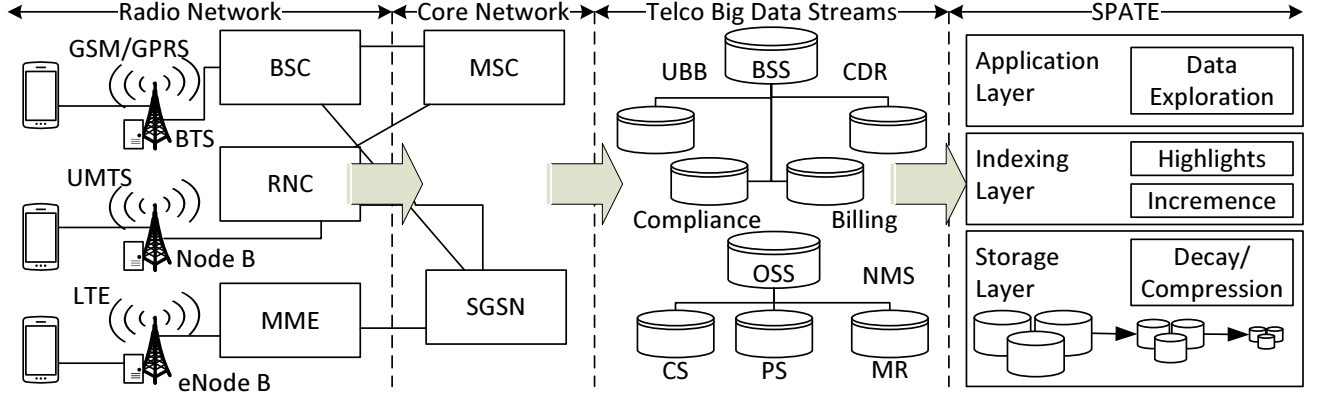 Radio Network
Core Network
Telco Big Data Streams
SPATE
GSM/GPRS
BTS
BSC
MSC
UMTS
Node B
RNC
LTE
eNode B
MME
SGSN
UBB
BSS
CDR
Compliance
Billing
OSS
NMS
CS
PS
MR
Application
Layer
Data
Exploration
Indexing
Layer
Highlights
Incremence
Storage
Layer
Decay/
Compression